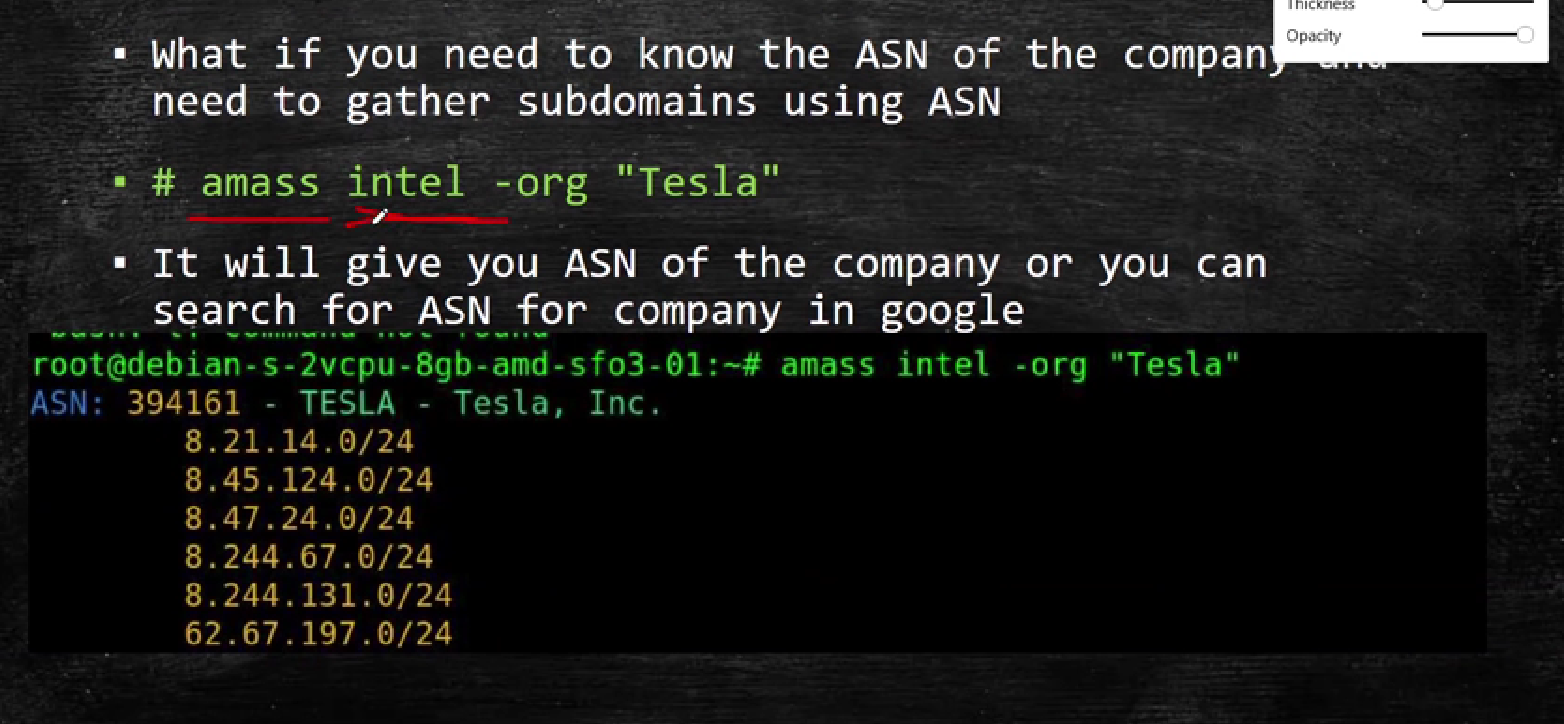 Thickness
Opacity
▪ What if you need to know the ASN of the company and
need to gather subdomains using ASN
▪ # amass intel -org "Tesla"
▪ It will give you ASN of the company or you can
search for ASN for company in google
root@debian-s-2vcpu-8gb-amd-sfo3-01:~# amass intel -org "Tesla"
ASN: 394161 - TESLA - Tesla, Inc.
8.21.14.0/24
8.45.124.0/24
8.47.24.0/24
8.244.67.0/24
8.244.131.0/24
62.67.197.0/24